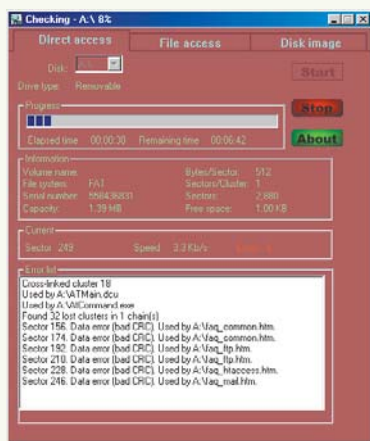 Checking - A:\ 8%
Direct access
File access
Disk image
Disk: A:\
Start
Drive type: Removable
Progress
Stop
Elapsed time 00:00:30 Remaining time 00:06:42
About
Information
Volume name: Bytes/Sector: 512
File system: FAT Sectors/Cluster: 1
Serial number: Sectors: 2,880
Capacity: 1.39 MB Free space: 1.00 KB
Current
Sector 249 Speed 3.3 Kb/s
Error list
Cross-linked cluster 18
Used by A:\ATMain.dcu
Used by A:\AtCommand.exe
Found 32 lost clusters in 1 chain(s)
Sector 156. Data error (bad CRC). Used by A:\faq_common.htm.
Sector 174. Data error (bad CRC). Used by A:\faq_common.htm.
Sector 192. Data error (bad CRC). Used by A:\faq_ftp.htm.
Sector 210. Data error (bad CRC). Used by A:\faq_ftp.htm.
Sector 228. Data error (bad CRC). Used by A:\faq_htaccess.htm.
Sector 246. Data error (bad CRC). Used by A:\faq_mail.htm.